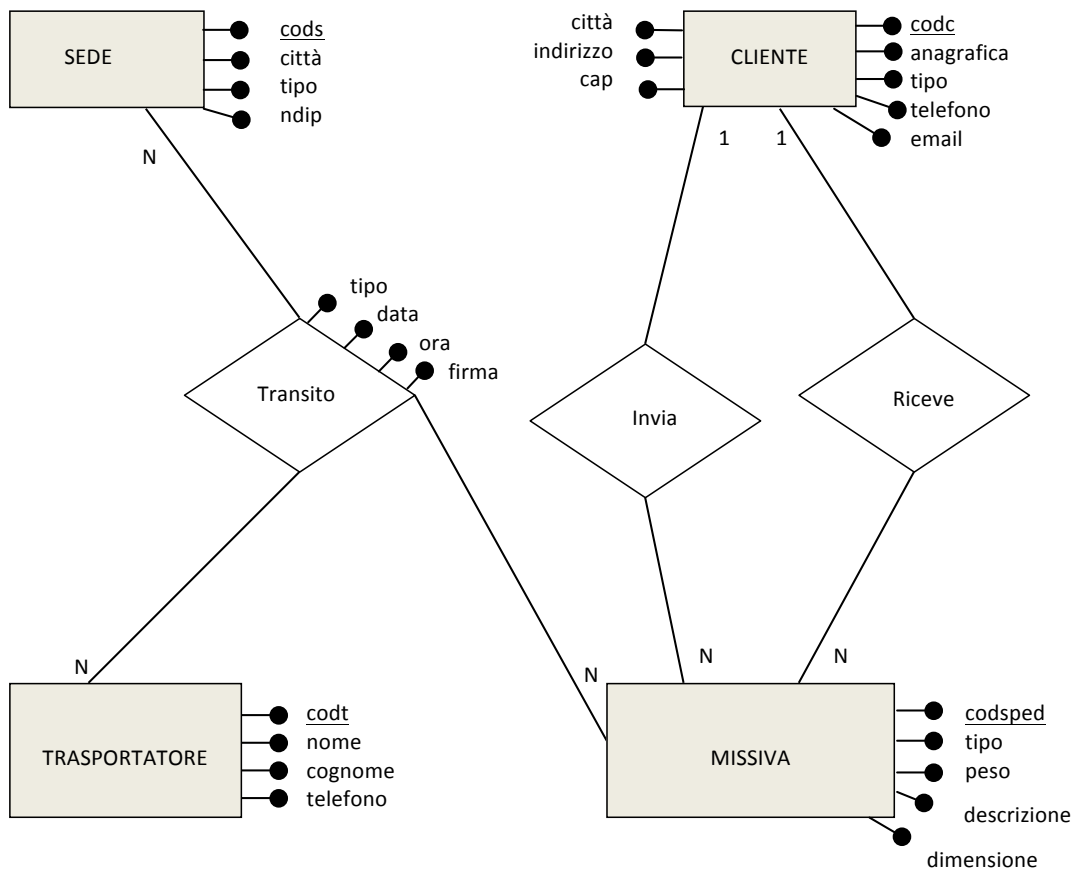 SEDE
cods
città
tipo
ndip
N
città
indirizzo
cap
CLIENTE
codc
anagrafica
tipo
telefono
email
1
1
tipo
data
ora
firma
Transito
Invia
Riceve
N
N
N
N
TRASPORTATORE
codt
nome
cognome
telefono
MISSIVA
codsped
tipo
peso
descrizione
dimensione